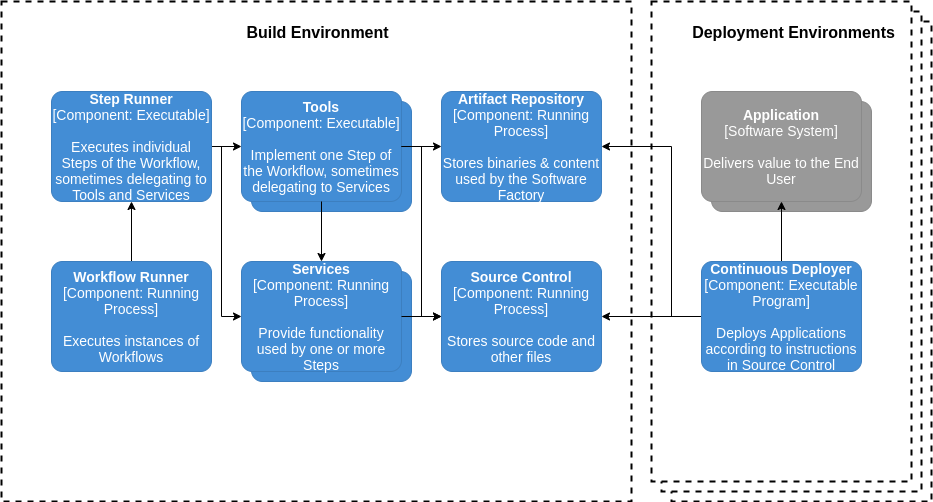 Build Environment
Deployment Environments
Step Runner
[Component: Executable]
Executes individual
Steps of the Workflow,
sometimes delegating to
Tools and Services
Tools
[Component: Executable]
Implement one Step of
the Workflow, sometimes
delegating to Services
Artifact Repository
[Component: Running
Process]
Stores binaries & content
used by the Software
Factory
Application
[Software System]
Delivers value to the End
User
Workflow Runner
[Component: Running
Process]
Executes instances of
Workflows
Services
[Component: Running
Process]
Provide functionality
used by one or more
Steps
Source Control
[Component: Running
Process]
Stores source code and
other files
Continuous Deployer
[Component: Executable
Program]
Deploys Applications
according to instructions
in Source Control